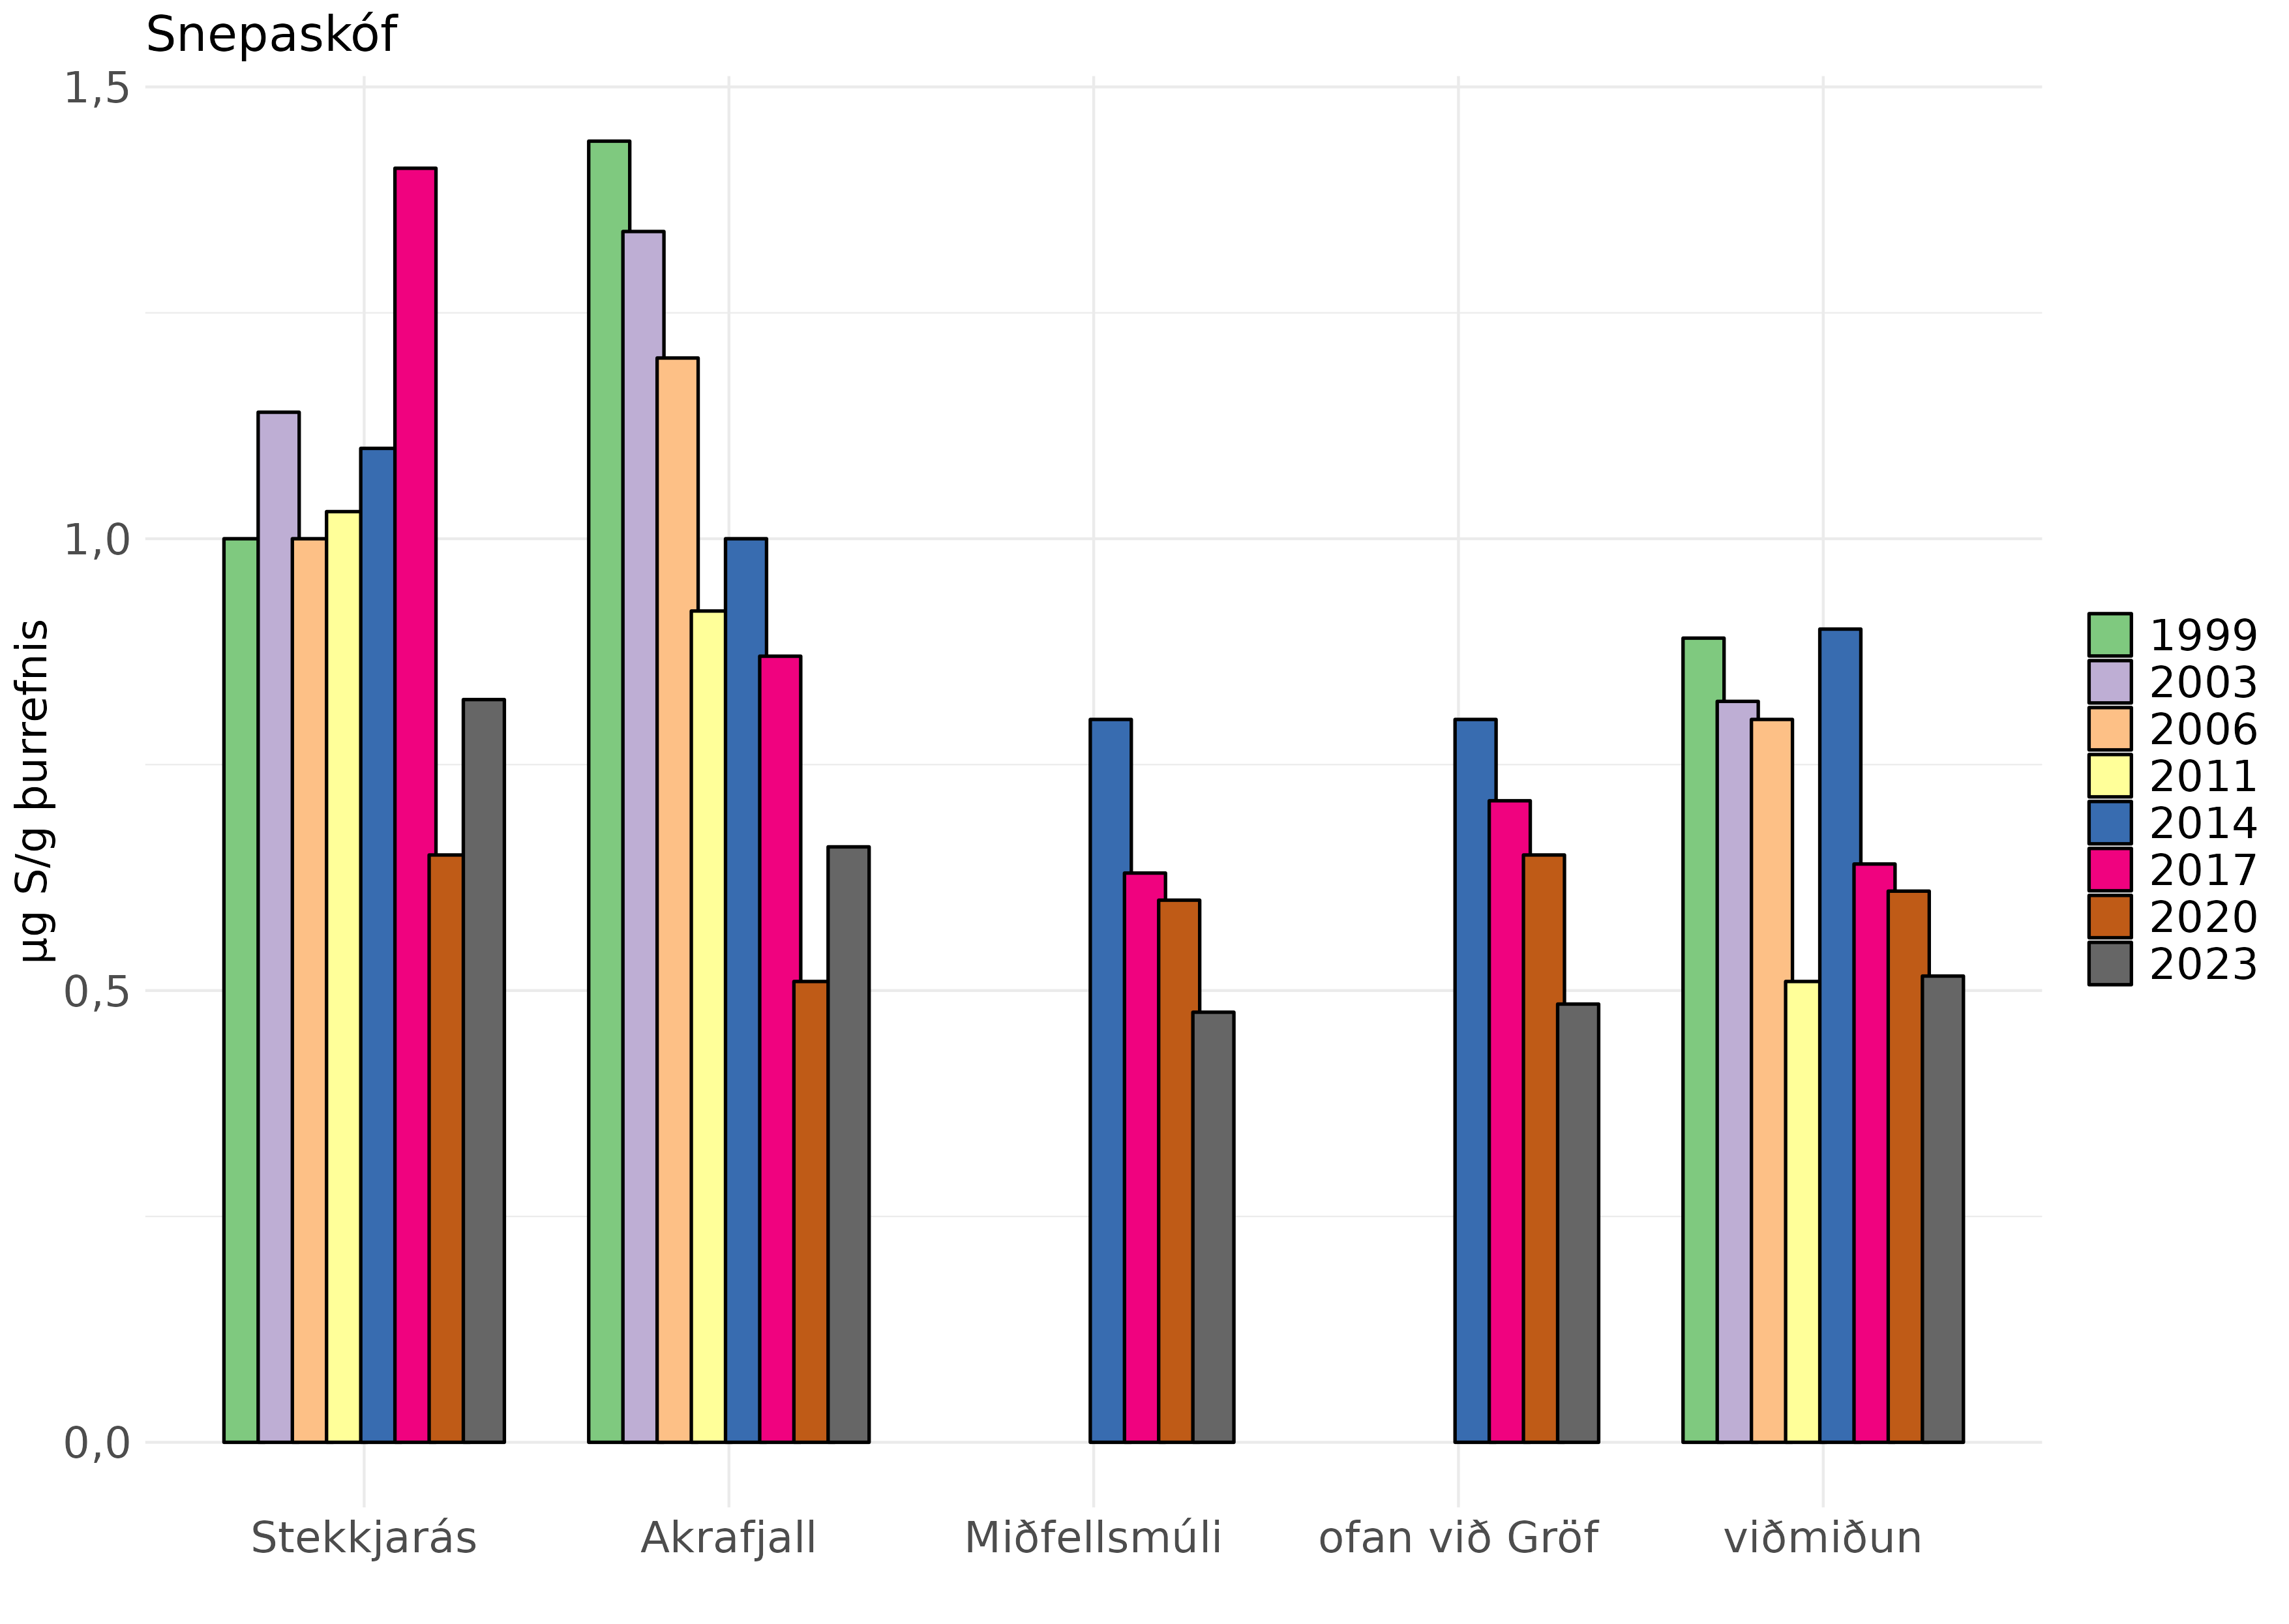 Snepaskóf
1,5
1,0
0,5
0,0
µg S/g þurrefnis
Stekkjarás
Akrafjall
Miðfellsmúli
ofan við Gröf
viðmiðun
1999
2003
2006
2011
2014
2017
2020
2023